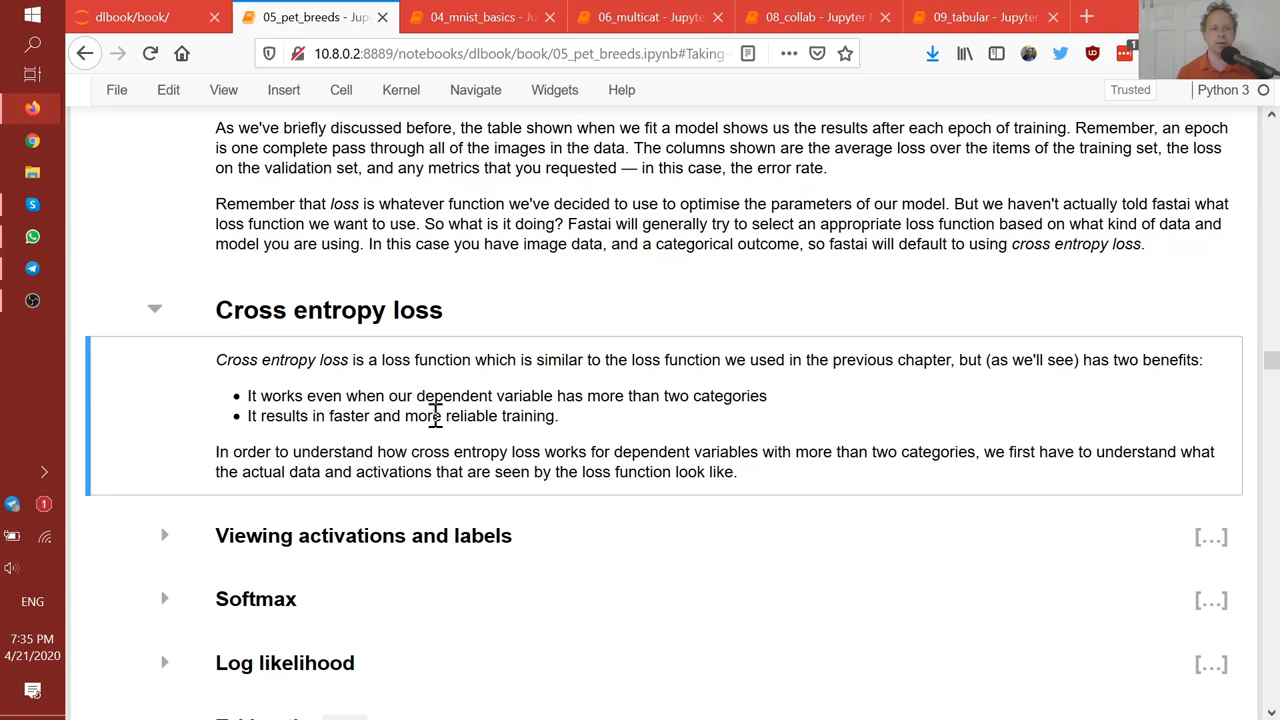 dlbook/book/
05_pet_breeds - Jup
04_mnist_basics - Jupyte
06_multicat - Jupyte
08_collab - Jupyter
09_tabular - Jupyte
10.8.0.2:8889/notebooks/dlbook/book/05_pet_breeds.ipynb#Taking-
1
File Edit View Insert Cell Kernel Navigate Widgets Help
Trusted
Python 3
As we've briefly discussed before, the table shown when we fit a model shows us the results after each epoch of training. Remember, an epoch
is one complete pass through all of the images in the data. The columns shown are the average loss over the items of the training set, the loss
on the validation set, and any metrics that you requested — in this case, the error rate.
Remember that loss is whatever function we've decided to use to optimise the parameters of our model. But we haven't actually told fastai what
loss function we want to use. So what is it doing? Fastai will generally try to select an appropriate loss function based on what kind of data and
model you are using. In this case you have image data, and a categorical outcome, so fastai will default to using cross entropy loss.
Cross entropy loss
Cross entropy loss is a loss function which is similar to the loss function we used in the previous chapter, but (as we'll see) has two benefits:
• It works even when our dependent variable has more than two categories
• It results in faster and more reliable training.
In order to understand how cross entropy loss works for dependent variables with more than two categories, we first have to understand what
the actual data and activations that are seen by the loss function look like.
Viewing activations and labels
[...]
Softmax
[...]
Log likelihood
[...]
1
ENG
7:35 PM
4/21/2020